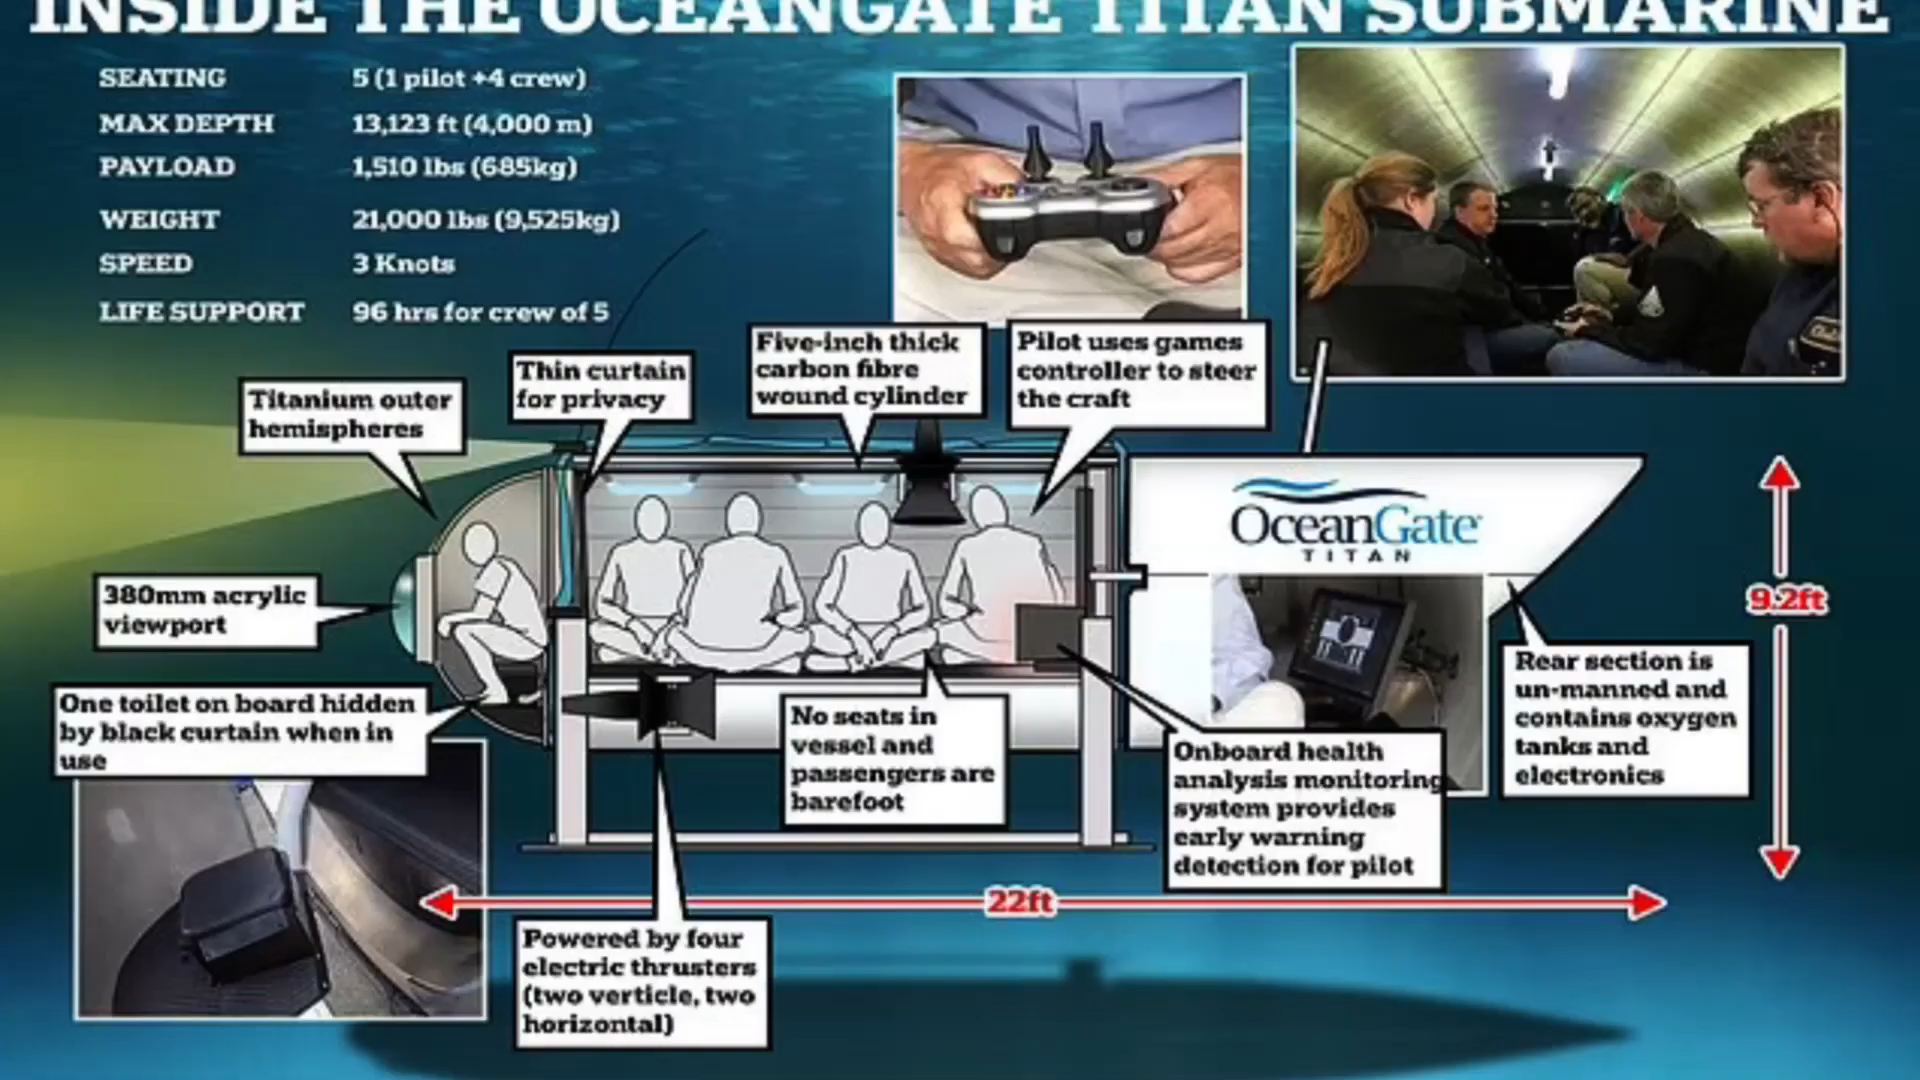 INSIDE THE OCEANGATE TITAN SUBMARINE
SEATING 5 (1 pilot +4 crew)
MAX DEPTH 13,123 ft (4,000 m)
PAYLOAD 1,510 lbs (685kg)
WEIGHT 21,000 lbs (9,525kg)
SPEED 3 Knots
LIFE SUPPORT 96 hrs for crew of 5
Titanium outer
hemispheres
Thin curtain
for privacy
Five-inch thick
carbon fibre
wound cylinder
Pilot uses games
controller to steer
the craft
OceanGate
TITAN
380mm acrylic
viewport
9.2ft
One toilet on board hidden
by black curtain when in
use
No seats in
vessel and
passengers are
barefoot
Onboard health
analysis monitoring
system provides
early warning
detection for pilot
Rear section is
un-manned and
contains oxygen
tanks and
electronics
22ft
Powered by four
electric thrusters
(two verticle, two
horizontal)